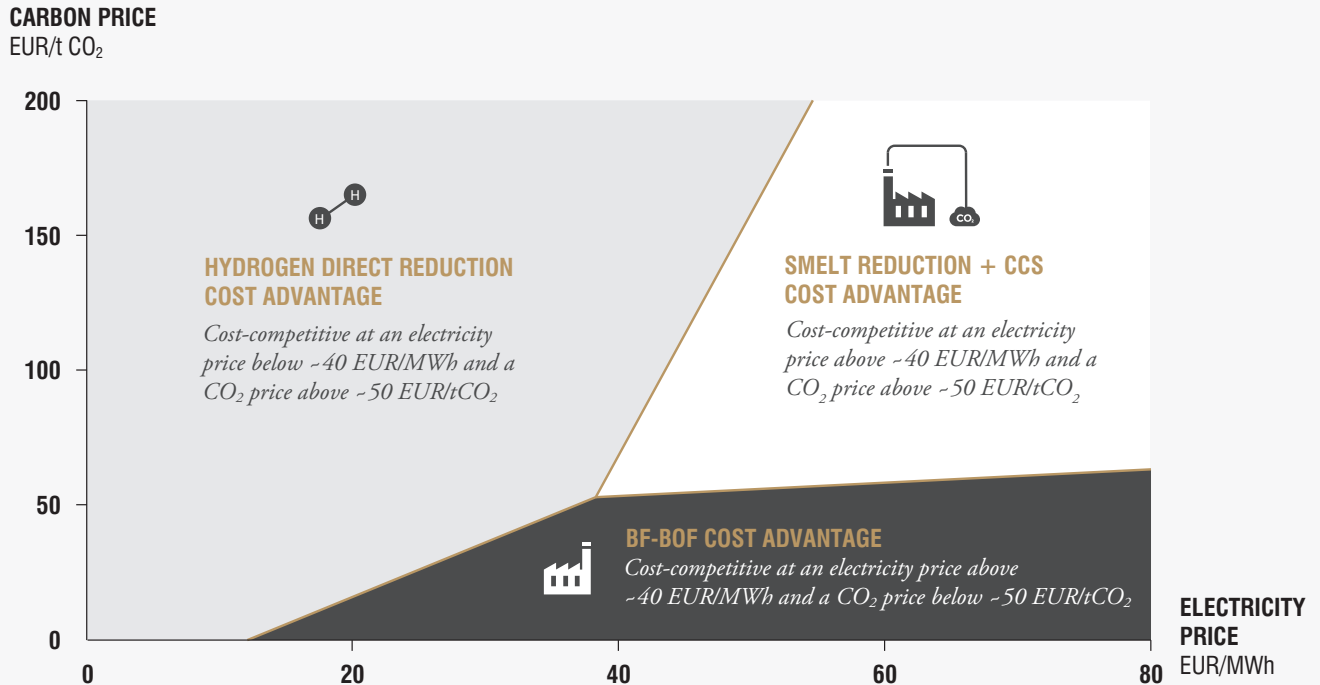 CARBON PRICE
EUR/t CO₂
200
150
100
50
0
H
H
HYDROGEN DIRECT REDUCTION
COST ADVANTAGE
Cost-competitive at an electricity
price below ~40 EUR/MWh and a
CO₂ price above ~50 EUR/tCO₂
CO₂
SMELT REDUCTION + CCS
COST ADVANTAGE
Cost-competitive at an electricity
price above ~40 EUR/MWh and a
CO₂ price above ~50 EUR/tCO₂
BF-BOF COST ADVANTAGE
Cost-competitive at an electricity price above
~40 EUR/MWh and a CO₂ price below ~50 EUR/tCO₂
0
20
40
60
80
ELECTRICITY
PRICE
EUR/MWh